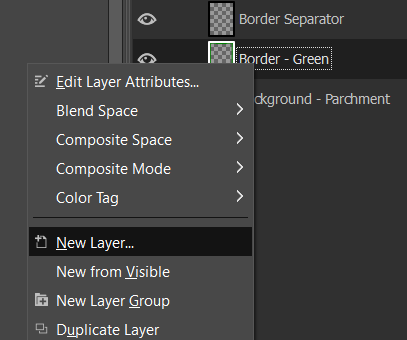 Border Separator
Border - Green
ckground - Parchment
Edit Layer Attributes...
Blend Space
Composite Space
Composite Mode
Color Tag
New Layer...
New from Visible
New Layer Group
Duplicate Layer